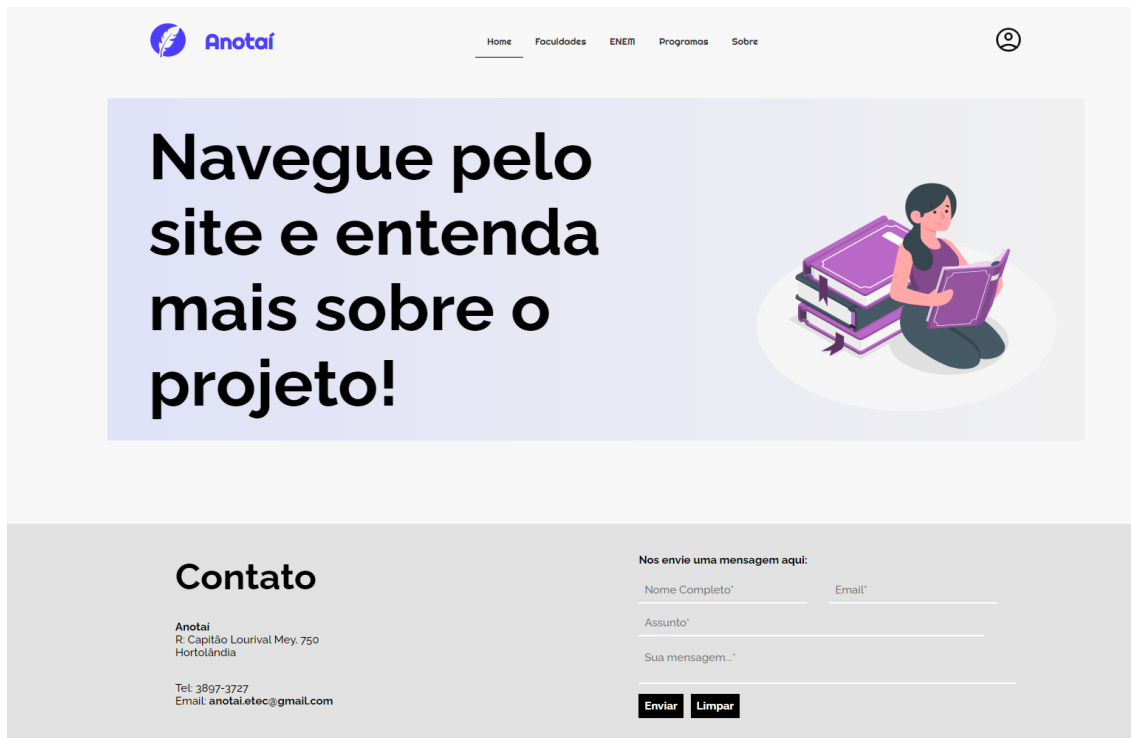 Anotaí
Home Faculdades ENEM Programas Sobre
Navegue pelo
site e entenda
mais sobre o
projeto!
Contato
Anotaí
R: Capitão Lourival Mey, 750
Hortolândia
Tel: 3897-3727
Email: anotai.etec@gmail.com
Nos envie uma mensagem aqui:
Nome Completo* Email*
Assunto*
Sua mensagem...*
Enviar Limpar